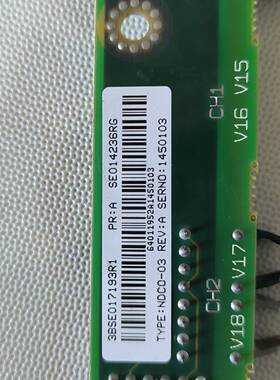 3BSE017193R1 PR:A SE014236RG
64011952A1450103
TYPE:NDCO-03 REV:A SERNO:1450103
CH1
V16 V15
CH2
V18 V17